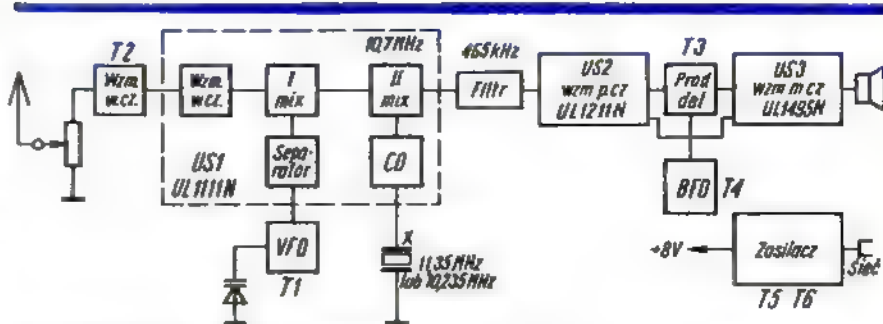 T2
Wzm.
w.cz.
Wzm.
w.cz.
I
mix
10,7MHz
II
mix
US1
UL1111N
Sepa-
rator
CO
VFO
T1
X
11,35MHz
lub 10,235MHz
465kHz
Filtr
US2
wzm p.cz
UL1211N
T3
Prod
det
US3
wzm m.cz
UL1495N
BFO
T4
+8V
Zasilacz
Sieć
T5 T6